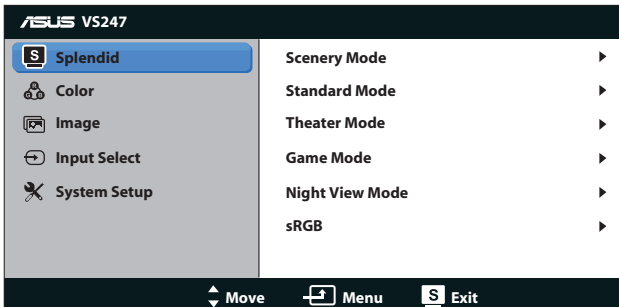 ASUS VS247
S Splendid
Color
Image
Input Select
System Setup
Scenery Mode
Standard Mode
Theater Mode
Game Mode
Night View Mode
sRGB
Move Menu S Exit